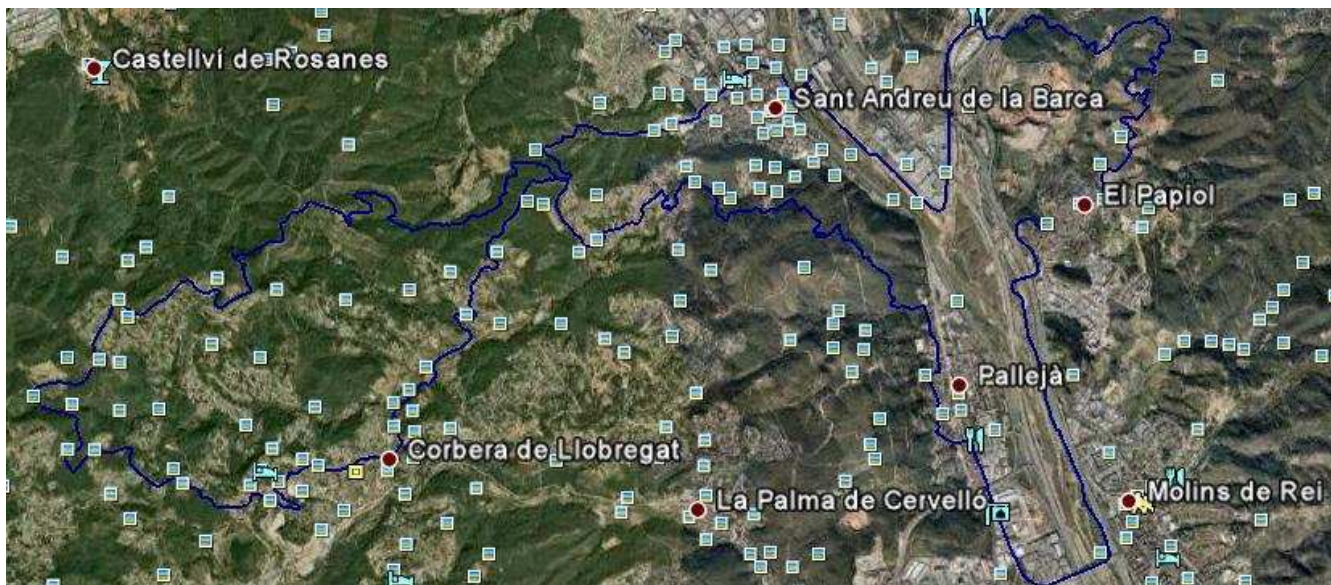 Castellví de Rosanes
Sant Andreu de la Barca
El Papiol
Pallejà
Corbera de Llobregat
La Palma de Cervelló
Molins de Rei